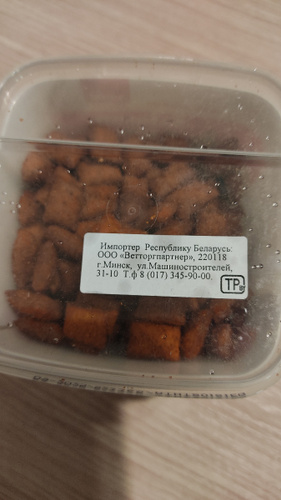 Импортер Республику Беларусь:
ООО «Ветторгпартнер», 220118
г.Минск, ул.Машиностроителей,
31-10 Т.ф 8 (017) 345-90-00,
ТР